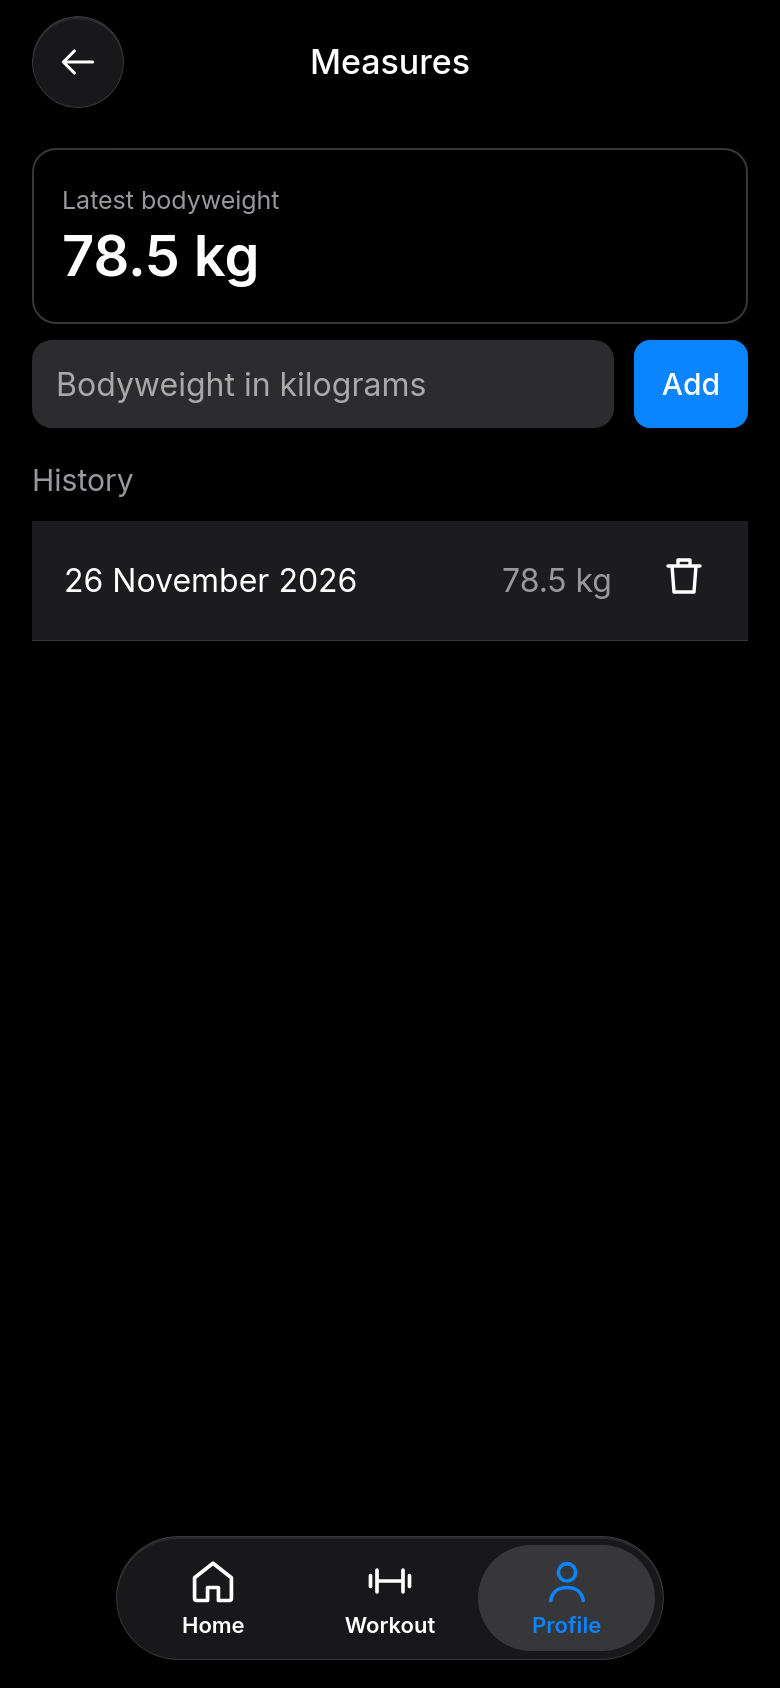 Measures
Latest bodyweight
78.5 kg
Bodyweight in kilograms
Add
History
26 November 2026
78.5 kg
Home
Workout
Profile